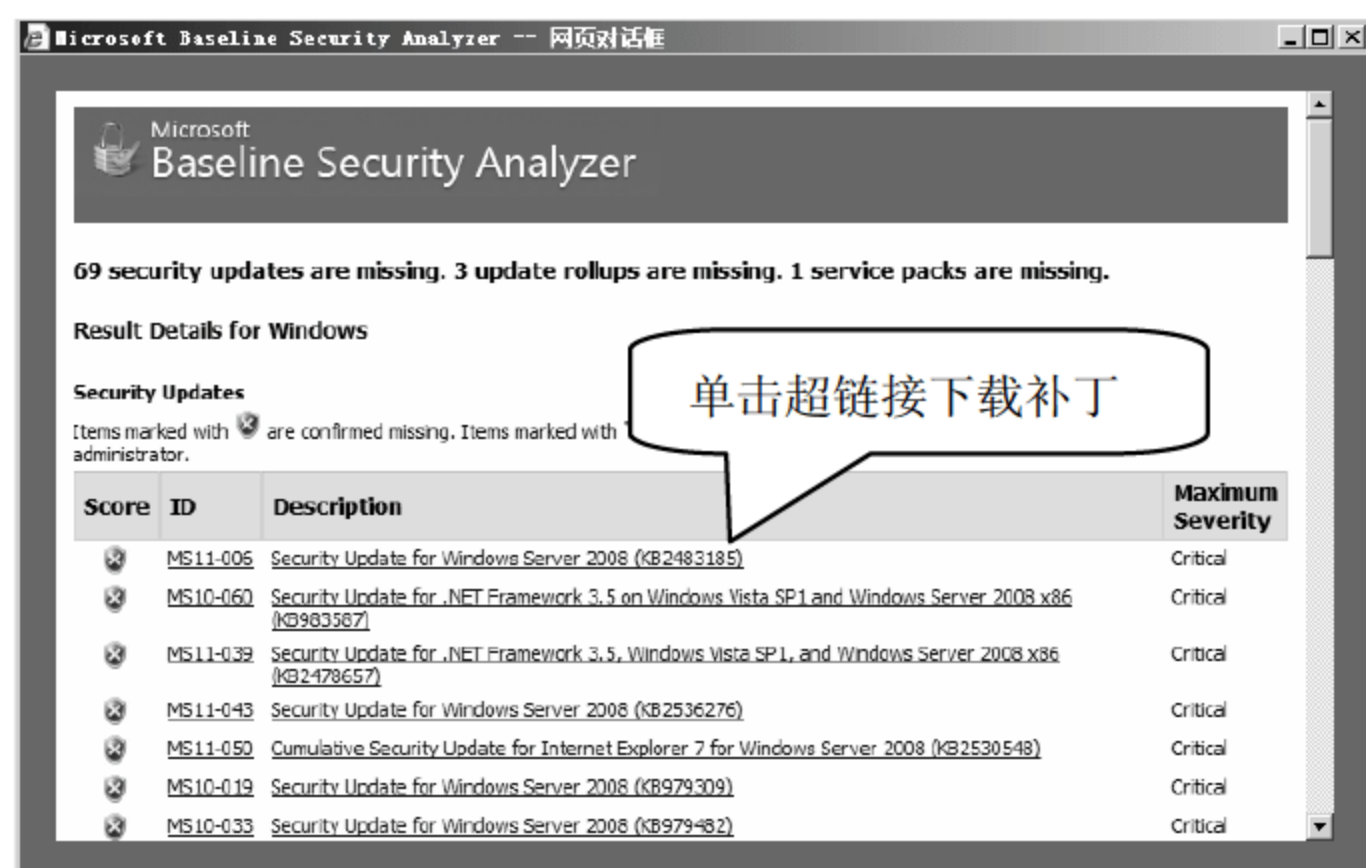 Microsoft Baseline Security Analyzer -- 网页对话框
Microsoft
Baseline Security Analyzer
69 security updates are missing. 3 update rollups are missing. 1 service packs are missing.
Result Details for Windows
单击超链接下载补丁
Security Updates
Items marked with are confirmed missing. Items marked with
administrator.
Score ID Description Maximum Severity
MS11-006 Security Update for Windows Server 2008 (KB2483185) Critical
MS10-060 Security Update for .NET Framework 3.5 on Windows Vista SP1 and Windows Server 2008 x86 Critical
(KB983587)
MS11-039 Security Update for .NET Framework 3.5, Windows Vista SP1, and Windows Server 2008 x86 Critical
(KB2478657)
MS11-043 Security Update for Windows Server 2008 (KB2536276) Critical
MS11-050 Cumulative Security Update for Internet Explorer 7 for Windows Server 2008 (KB2530548) Critical
MS10-019 Security Update for Windows Server 2008 (KB979309) Critical
MS10-033 Security Update for Windows Server 2008 (KB979482) Critical